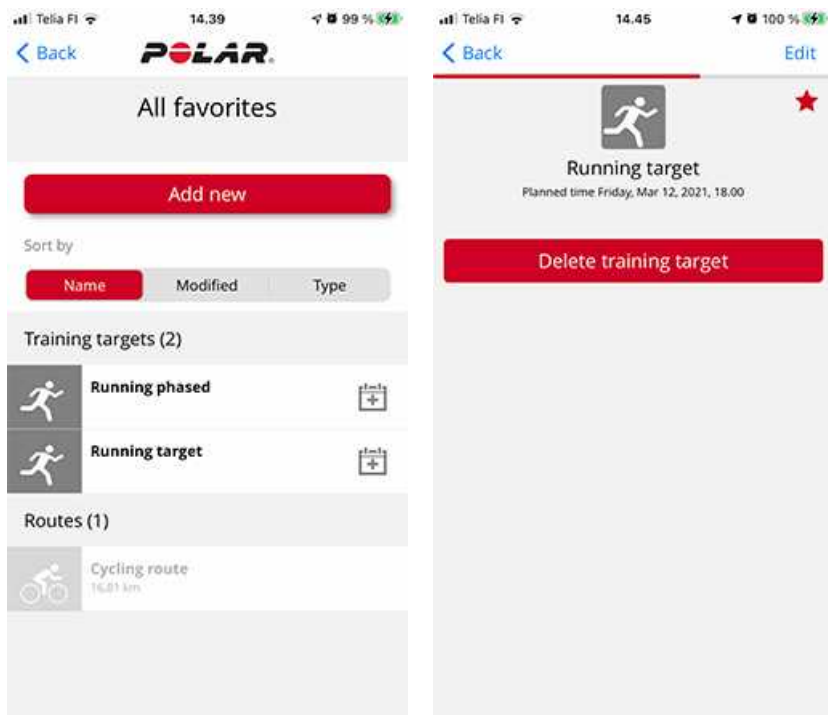 Telia FI 14.39 99 %
Back POLAR.
All favorites
Add new
Sort by
Name Modified Type
Training targets (2)
Running phased
Running target
Routes (1)
Cycling route
16,81 km
Telia FI 14.45 100 %
Back Edit
Running target
Planned time Friday, Mar 12, 2021, 18.00
Delete training target